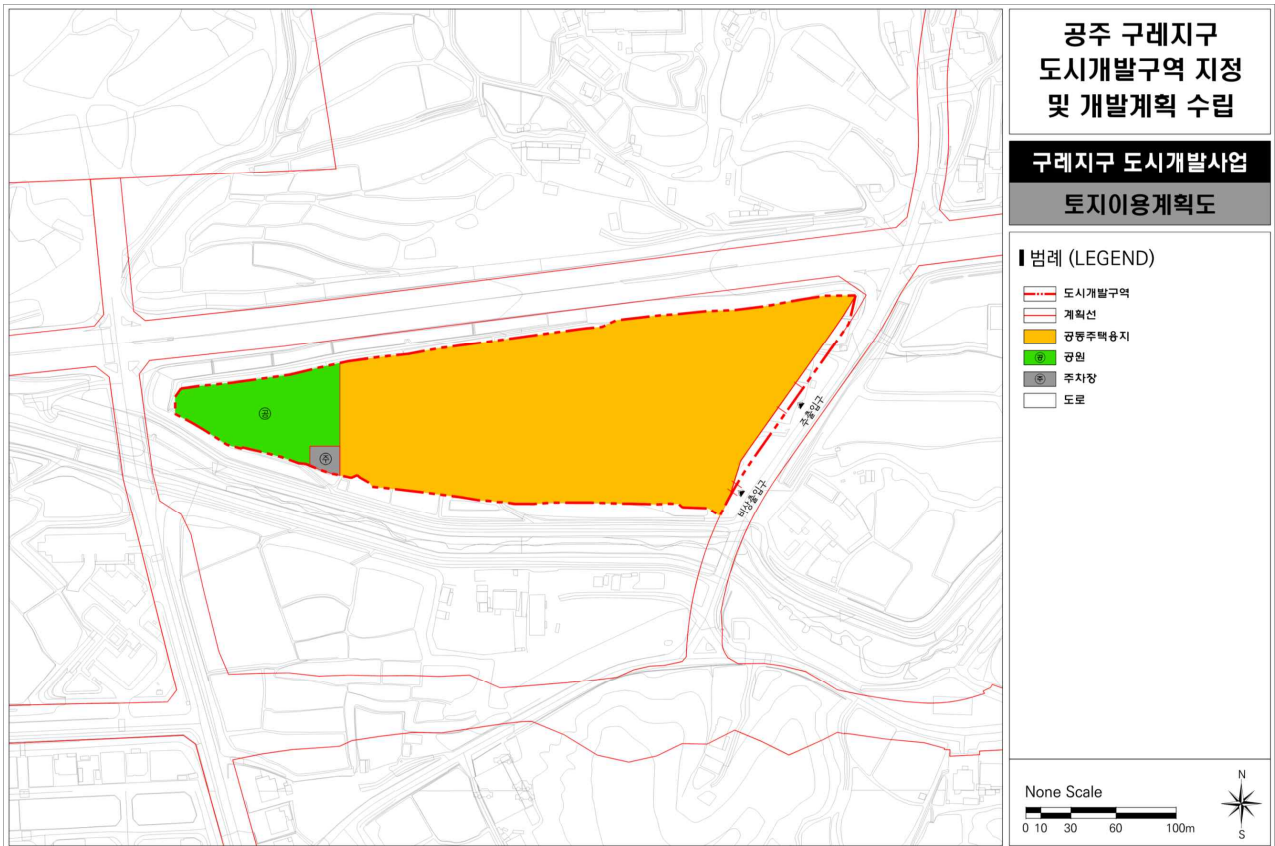 공주 구레지구
도시개발구역 지정
및 개발계획 수립
구레지구 도시개발사업
토지이용계획도
범례 (LEGEND)
도시개발구역
계획선
공동주택용지
공 공원
주 주차장
도로
공
주
주출입구
비상출입구
None Scale
0 10 30 60 100m
N
S